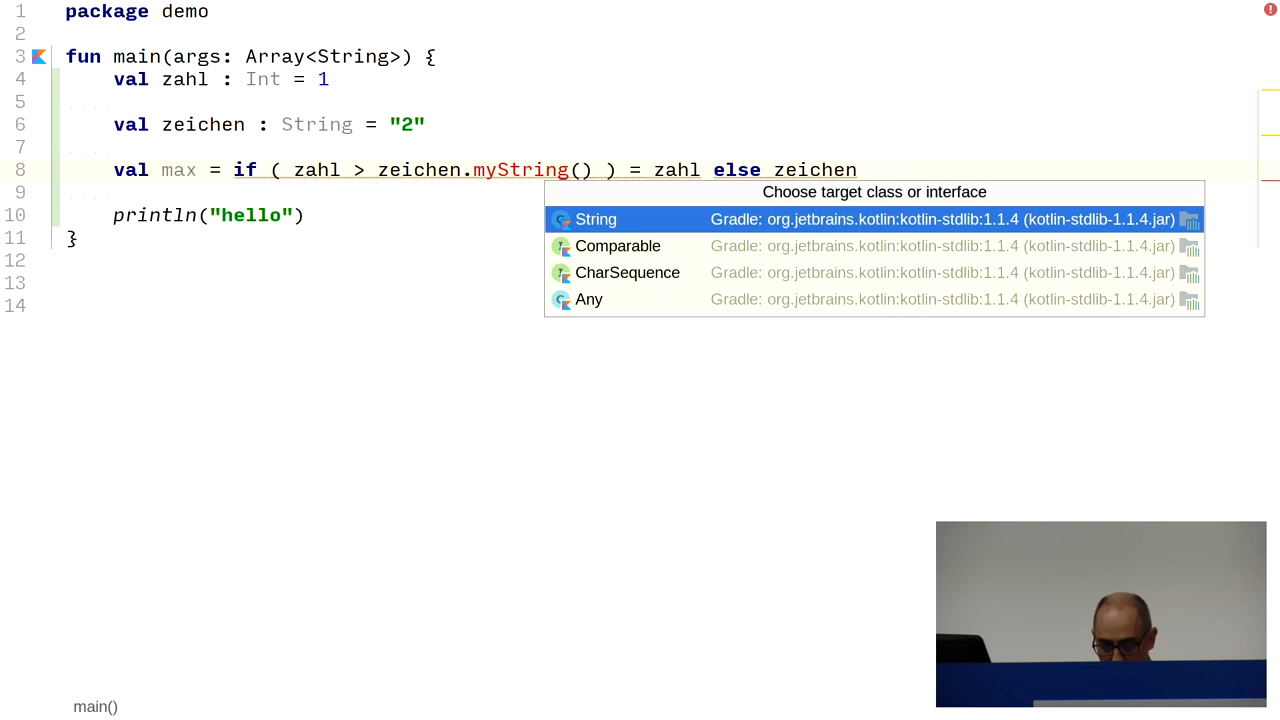 1 package demo
2
3 fun main(args: Array<String>) {
4 val zahl : Int = 1
5
6 val zeichen : String = "2"
7
8 val max = if ( zahl > zeichen.myString() ) = zahl else zeichen
9
Choose target class or interface
10 println("hello")
String Gradle: org.jetbrains.kotlin:kotlin-stdlib:1.1.4 (kotlin-stdlib-1.1.4.jar)
11 }
Comparable Gradle: org.jetbrains.kotlin:kotlin-stdlib:1.1.4 (kotlin-stdlib-1.1.4.jar)
12
CharSequence Gradle: org.jetbrains.kotlin:kotlin-stdlib:1.1.4 (kotlin-stdlib-1.1.4.jar)
13
Any Gradle: org.jetbrains.kotlin:kotlin-stdlib:1.1.4 (kotlin-stdlib-1.1.4.jar)
14
main()